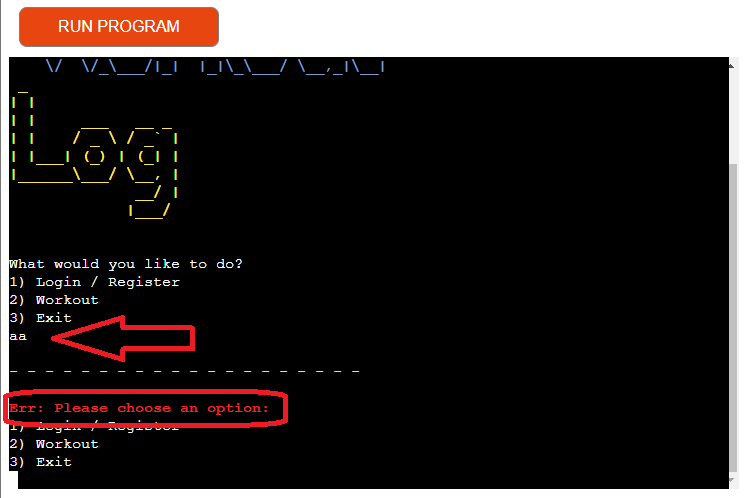 RUN PROGRAM
Log
What would you like to do?
1) Login / Register
2) Workout
3) Exit
aa
- - - - - - - - - - - - - - - - - - - -
Err: Please choose an option:
1) Login / Register
2) Workout
3) Exit